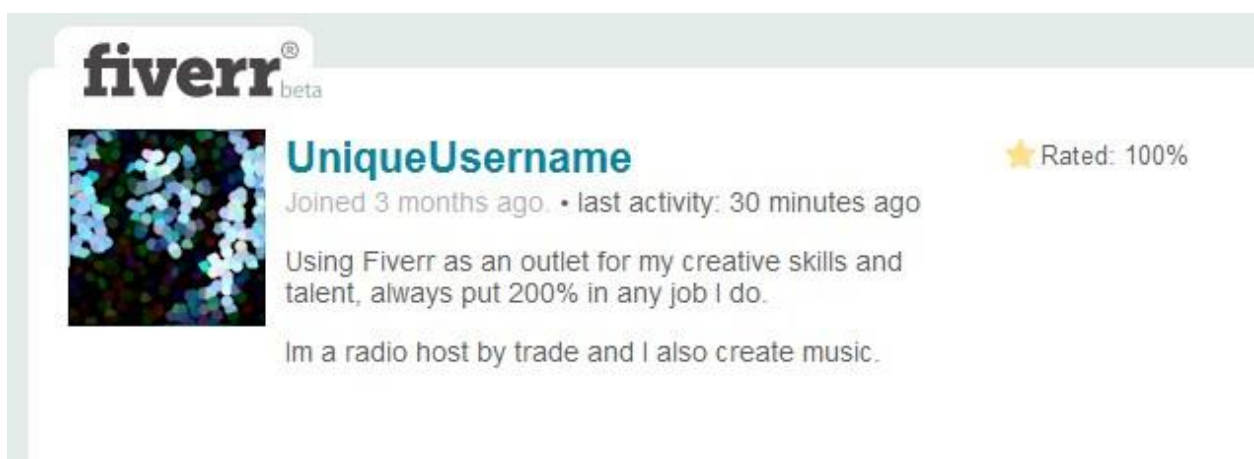 fiverr®
beta
UniqueUsername
Rated: 100%
Joined 3 months ago. • last activity: 30 minutes ago
Using Fiverr as an outlet for my creative skills and
talent, always put 200% in any job I do.
Im a radio host by trade and I also create music.